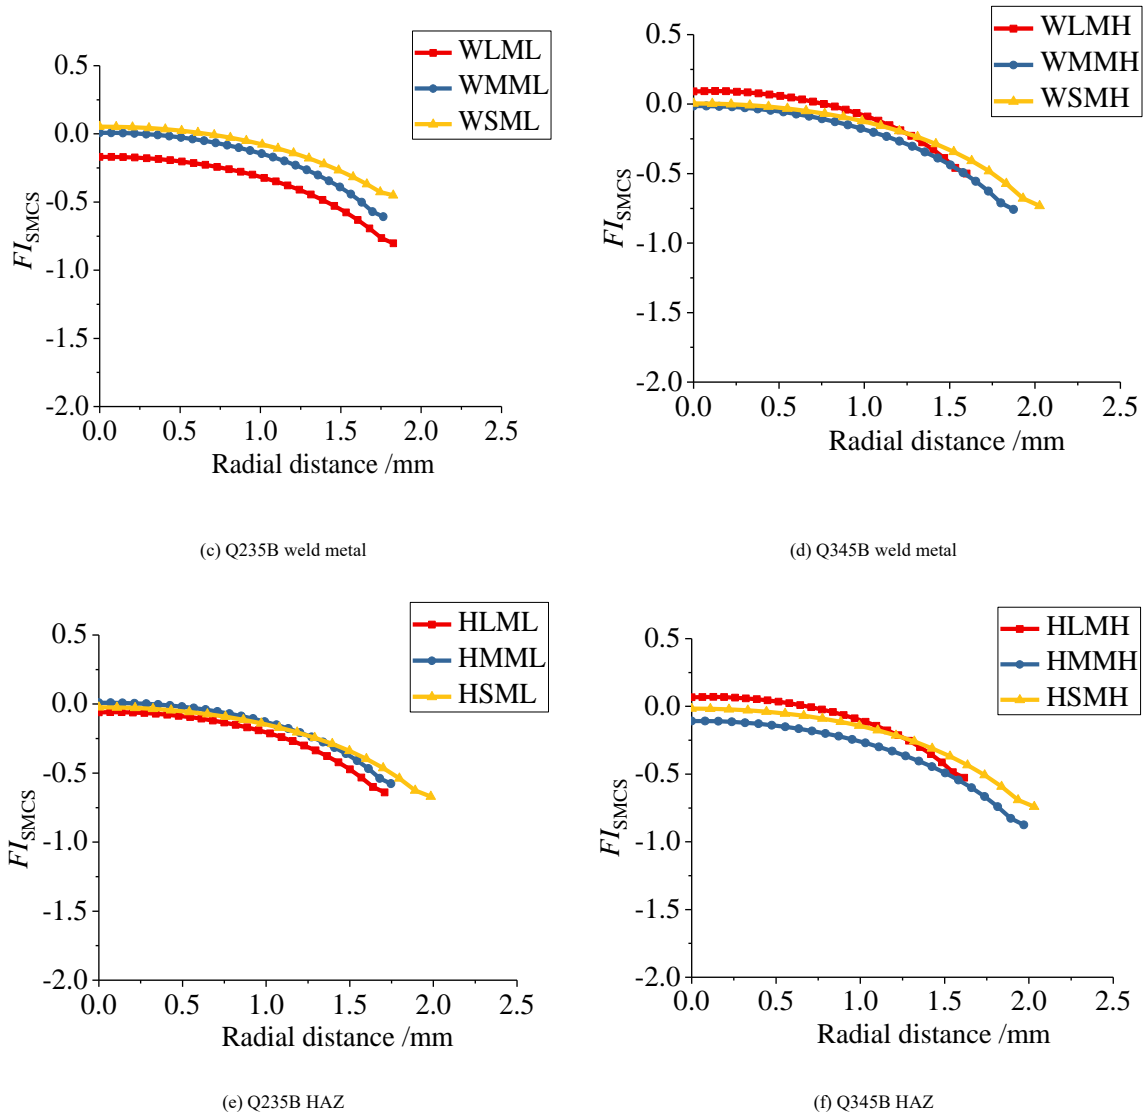 WLML
WMML
WSML
0.5
0.0
-0.5
-1.0
-1.5
-2.0
FI_SMCS
0.0 0.5 1.0 1.5 2.0 2.5
Radial distance /mm
(c) Q235B weld metal
WLMH
WMMH
WSMH
0.5
0.0
-0.5
-1.0
-1.5
-2.0
FI_SMCS
0.0 0.5 1.0 1.5 2.0 2.5
Radial distance /mm
(d) Q345B weld metal
HLML
HMML
HSML
0.5
0.0
-0.5
-1.0
-1.5
-2.0
FI_SMCS
0.0 0.5 1.0 1.5 2.0 2.5
Radial distance /mm
(e) Q235B HAZ
HLMH
HMMH
HSMH
0.5
0.0
-0.5
-1.0
-1.5
-2.0
FI_SMCS
0.0 0.5 1.0 1.5 2.0 2.5
Radial distance /mm
(f) Q345B HAZ